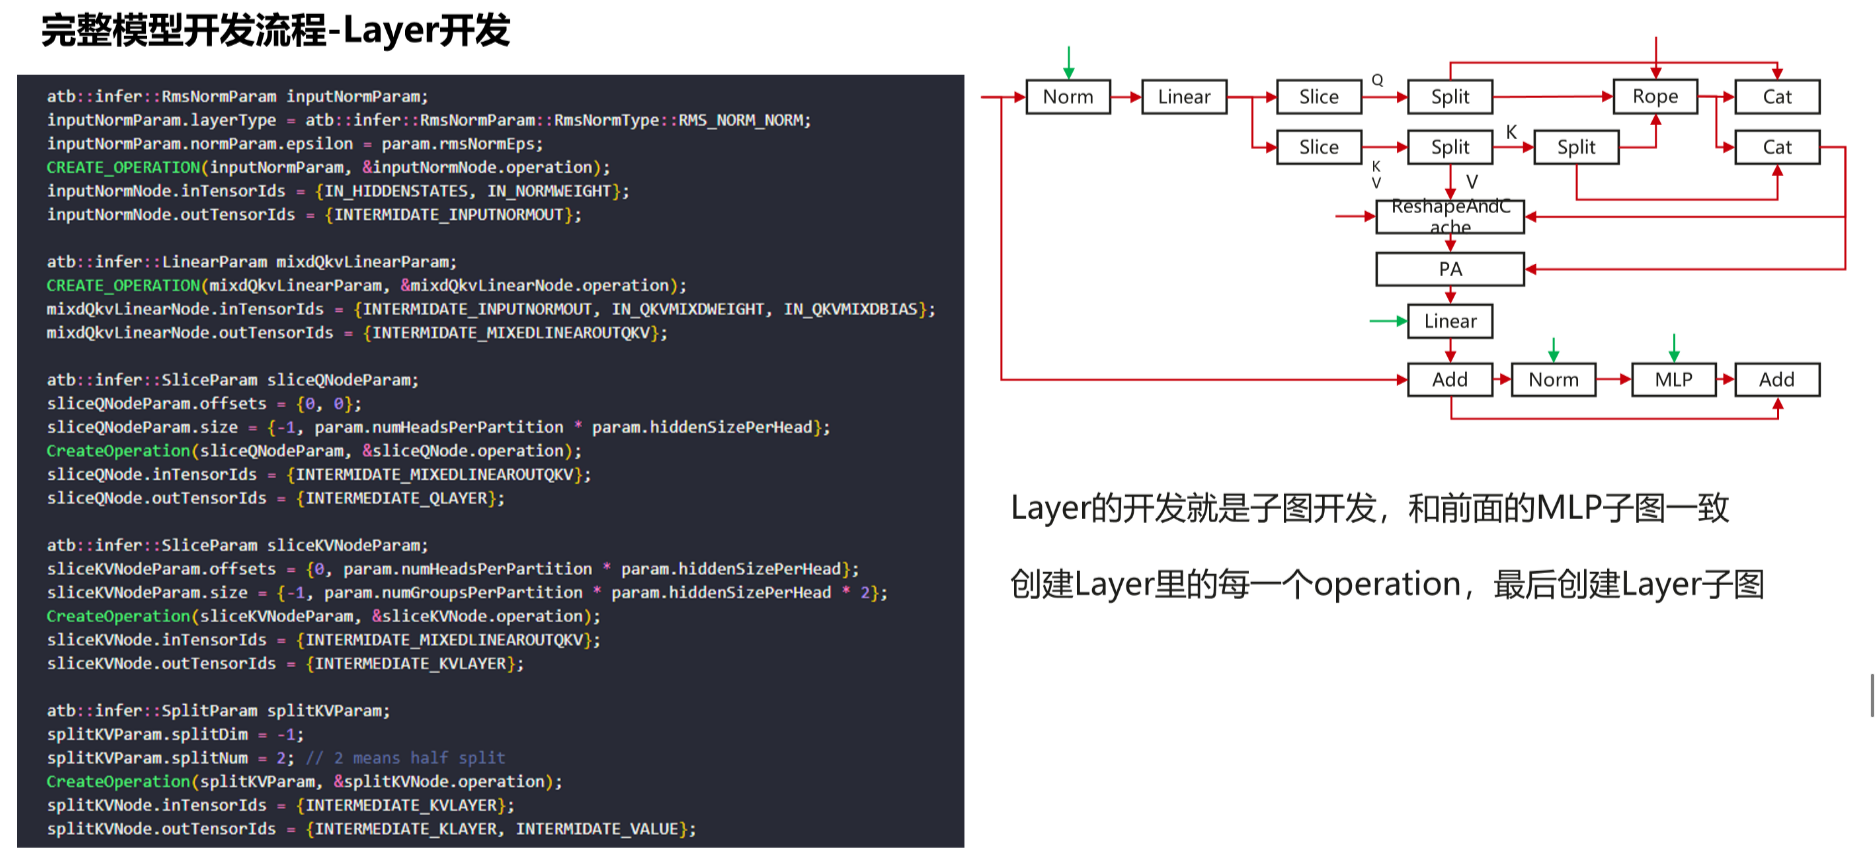 完整模型开发流程-Layer开发
atb::infer::RmsNormParam inputNormParam;
inputNormParam.layerType = atb::infer::RmsNormParam::RmsNormType::RMS_NORM_NORM;
inputNormParam.normParam.epsilon = param.rmsNormEps;
CREATE_OPERATION(inputNormParam, &inputNormNode.operation);
inputNormNode.inTensorIds = {IN_HIDDENSTATES, IN_NORMWEIGHT};
inputNormNode.outTensorIds = {INTERMIDATE_INPUTNORMOUT};
atb::infer::LinearParam mixdQkvLinearParam;
CREATE_OPERATION(mixdQkvLinearParam, &mixdQkvLinearNode.operation);
mixdQkvLinearNode.inTensorIds = {INTERMIDATE_INPUTNORMOUT, IN_QKVMIXDWEIGHT, IN_QKVMIXDBIAS};
mixdQkvLinearNode.outTensorIds = {INTERMIDATE_MIXEDLINEAROUTQKV};
atb::infer::SliceParam sliceQNodeParam;
sliceQNodeParam.offsets = {0, 0};
sliceQNodeParam.size = {-1, param.numHeadsPerPartition * param.hiddenSizePerHead};
CreateOperation(sliceQNodeParam, &sliceQNode.operation);
sliceQNode.inTensorIds = {INTERMIDATE_MIXEDLINEAROUTQKV};
sliceQNode.outTensorIds = {INTERMEDIATE_QLAYER};
atb::infer::SliceParam sliceKVNodeParam;
sliceKVNodeParam.offsets = {0, param.numHeadsPerPartition * param.hiddenSizePerHead};
sliceKVNodeParam.size = {-1, param.numGroupsPerPartition * param.hiddenSizePerHead * 2};
CreateOperation(sliceKVNodeParam, &sliceKVNode.operation);
sliceKVNode.inTensorIds = {INTERMIDATE_MIXEDLINEAROUTQKV};
sliceKVNode.outTensorIds = {INTERMEDIATE_KVLAYER};
atb::infer::SplitParam splitKVParam;
splitKVParam.splitDim = -1;
splitKVParam.splitNum = 2; // 2 means half split
CreateOperation(splitKVParam, &splitKVNode.operation);
splitKVNode.inTensorIds = {INTERMEDIATE_KVLAYER};
splitKVNode.outTensorIds = {INTERMEDIATE_KLAYER, INTERMIDATE_VALUE};
Norm
Linear
Slice
Q
Split
Rope
Cat
Slice
K
V
Split
K
Split
Cat
V
ReshapeAndC
ache
PA
Linear
Add
Norm
MLP
Add
Layer的开发就是子图开发，和前面的MLP子图一致
创建Layer里的每一个operation，最后创建Layer子图